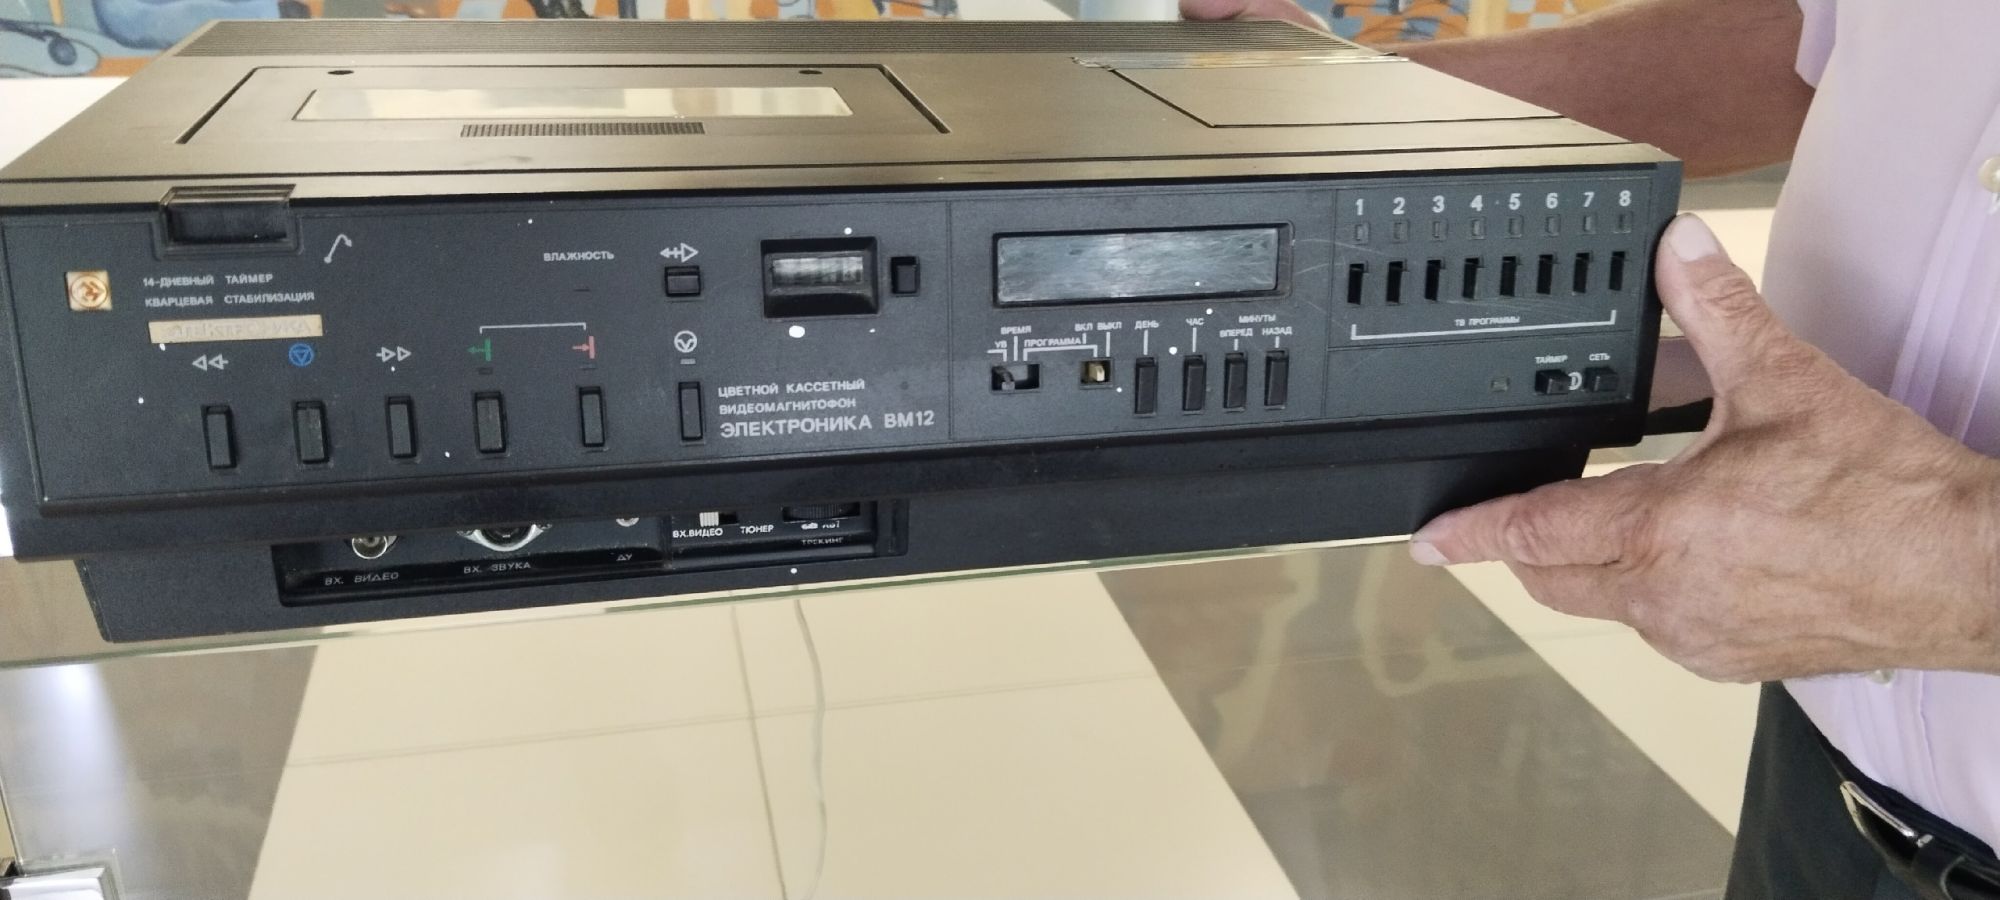 1 2 3 4 5 6 7 8
ВЛАЖНОСТЬ
14-ДНЕВНЫЙ ТАЙМЕР
КВАРЦЕВАЯ СТАБИЛИЗАЦИЯ
ВРЕМЯ
ВКЛ ВЫКЛ
ДЕНЬ
ЧАС
МИНУТЫ
ВПЕРЕД НАЗАД
УВ
ПРОГРАММА
ТВ ПРОГРАММЫ
ТАЙМЕР
СЕТЬ
ЦВЕТНОЙ КАССЕТНЫЙ
ВИДЕОМАГНИТОФОН
ЭЛЕКТРОНИКА ВМ12
ВХ. ВИДЕО
ВХ. ЗВУКА
ДУ
ВХ.ВИДЕО
ТЮНЕР
ТРЕКИНГ